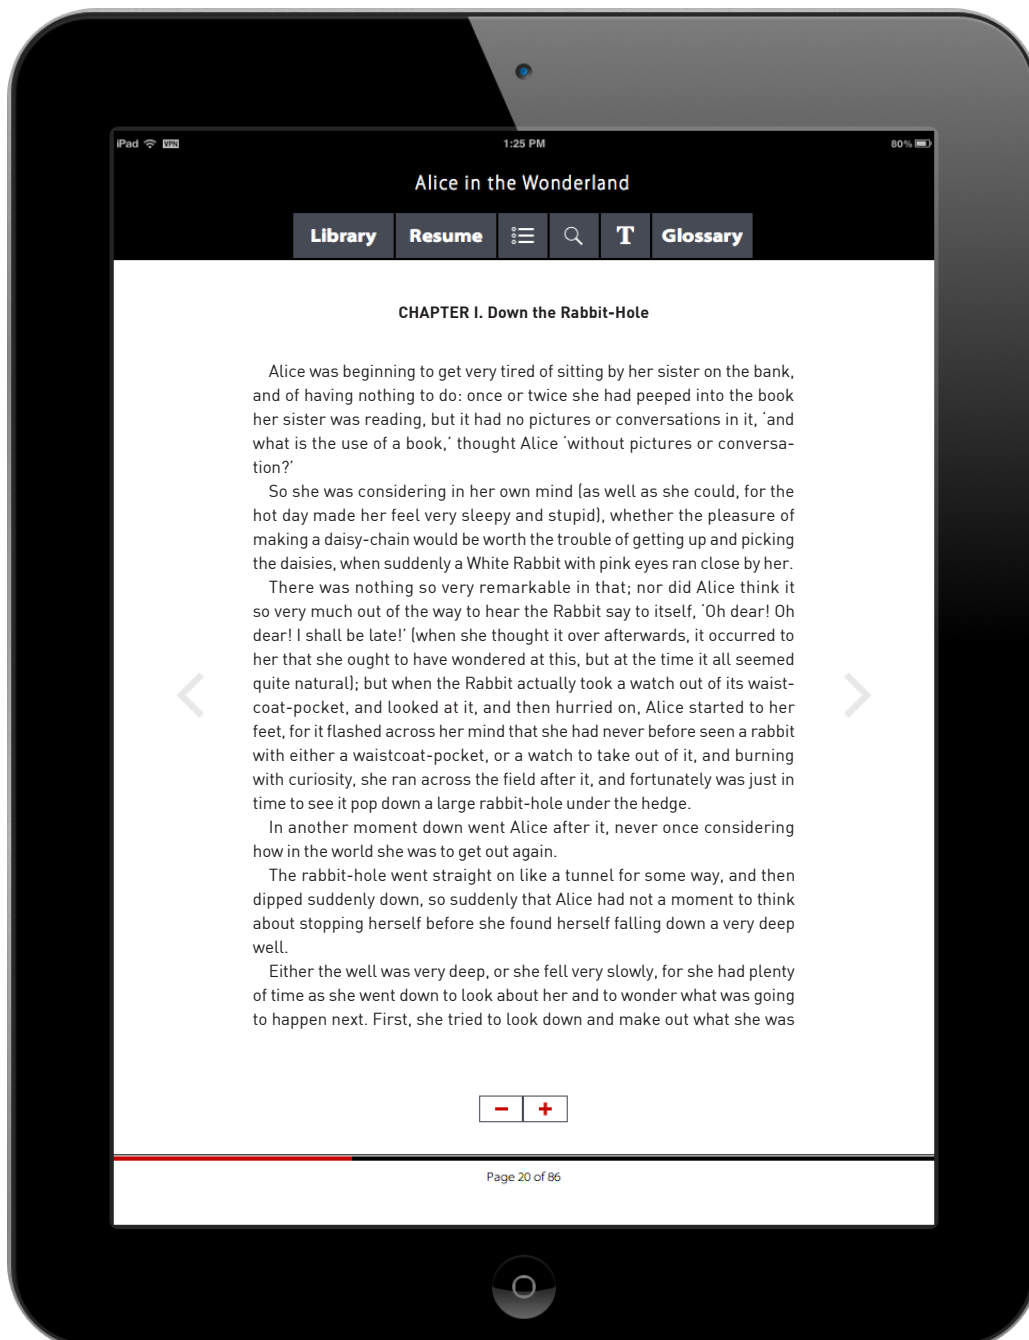 iPad VPN 1:25 PM 80%
Alice in the Wonderland
Library Resume T Glossary
CHAPTER I. Down the Rabbit-Hole
Alice was beginning to get very tired of sitting by her sister on the bank,
and of having nothing to do: once or twice she had peeped into the book
her sister was reading, but it had no pictures or conversations in it, ‘and
what is the use of a book,’ thought Alice ‘without pictures or conversa-
tion?’
So she was considering in her own mind (as well as she could, for the
hot day made her feel very sleepy and stupid), whether the pleasure of
making a daisy-chain would be worth the trouble of getting up and picking
the daisies, when suddenly a White Rabbit with pink eyes ran close by her.
There was nothing so very remarkable in that; nor did Alice think it
so very much out of the way to hear the Rabbit say to itself, ‘Oh dear! Oh
dear! I shall be late!’ (when she thought it over afterwards, it occurred to
her that she ought to have wondered at this, but at the time it all seemed
quite natural); but when the Rabbit actually took a watch out of its waist-
coat-pocket, and looked at it, and then hurried on, Alice started to her
feet, for it flashed across her mind that she had never before seen a rabbit
with either a waistcoat-pocket, or a watch to take out of it, and burning
with curiosity, she ran across the field after it, and fortunately was just in
time to see it pop down a large rabbit-hole under the hedge.
In another moment down went Alice after it, never once considering
how in the world she was to get out again.
The rabbit-hole went straight on like a tunnel for some way, and then
dipped suddenly down, so suddenly that Alice had not a moment to think
about stopping herself before she found herself falling down a very deep
well.
Either the well was very deep, or she fell very slowly, for she had plenty
of time as she went down to look about her and to wonder what was going
to happen next. First, she tried to look down and make out what she was
− +
Page 20 of 86